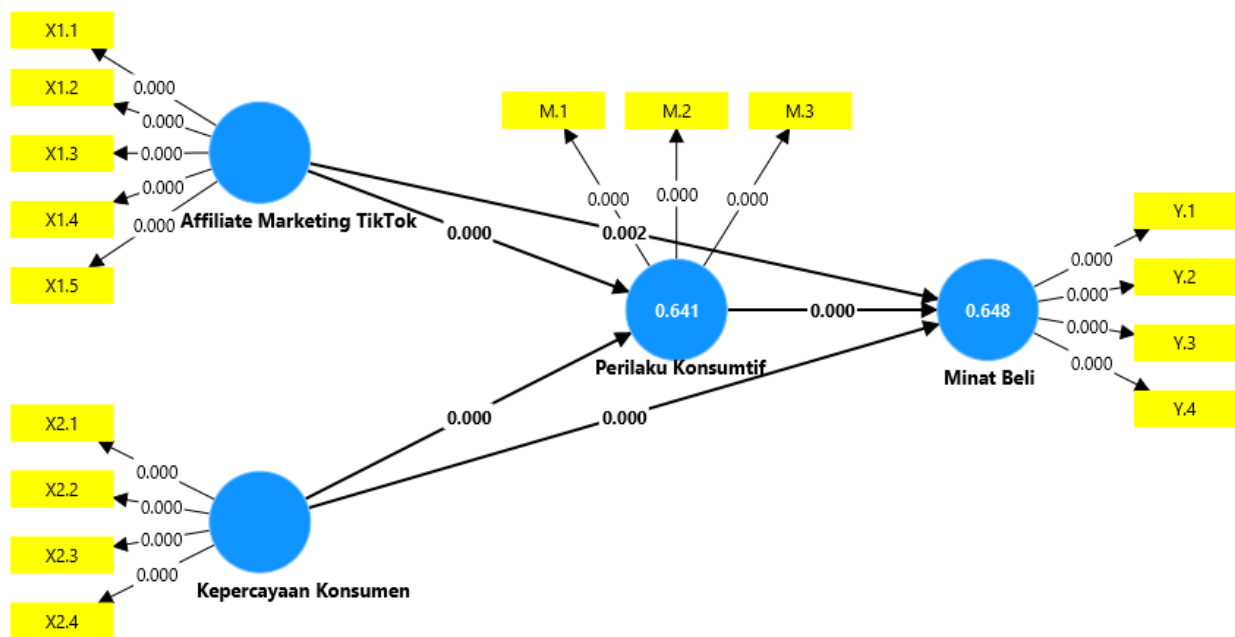 X1.1
X1.2
X1.3
X1.4
X1.5
0.000
0.000
0.000
0.000
0.000
Affiliate Marketing TikTok
M.1
M.2
M.3
0.000
0.000
0.000
0.000
0.002
0.641
Perilaku Konsumtif
0.000
0.648
Minat Beli
Y.1
Y.2
Y.3
Y.4
0.000
0.000
0.000
0.000
0.000
0.000
X2.1
X2.2
X2.3
X2.4
0.000
0.000
0.000
0.000
Kepercayaan Konsumen